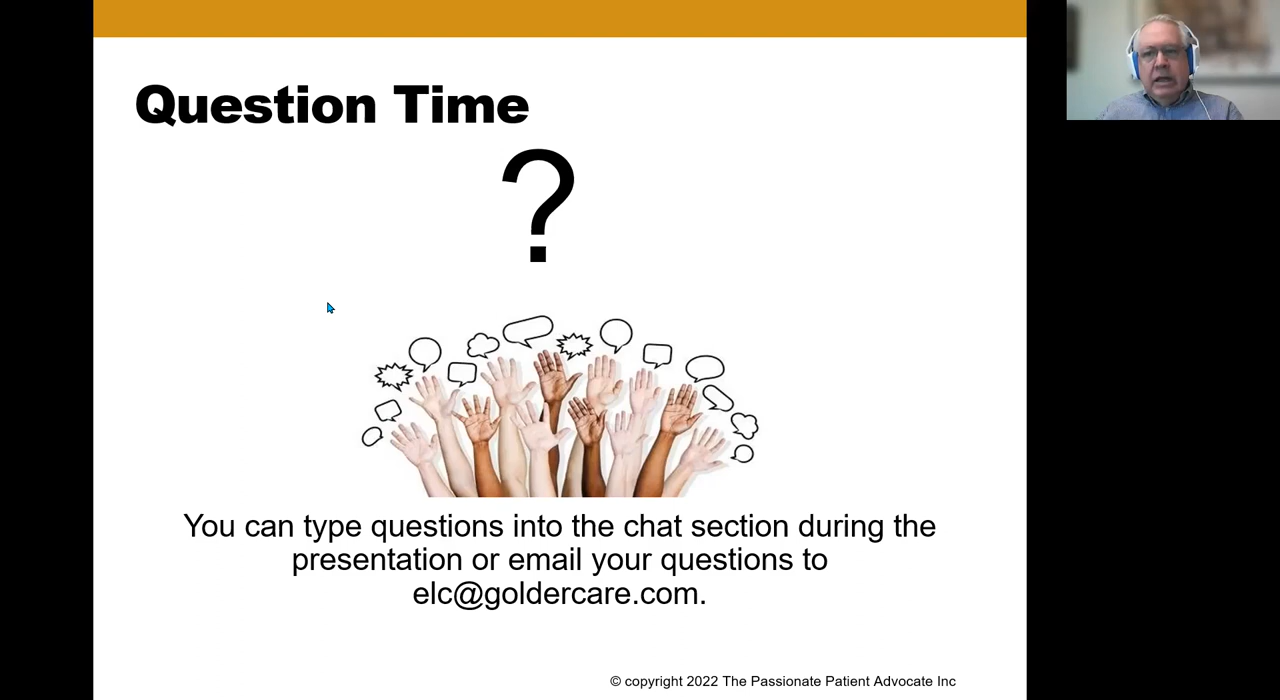 Question Time
?
You can type questions into the chat section during the
presentation or email your questions to
elc@goldercare.com.
© copyright 2022 The Passionate Patient Advocate Inc